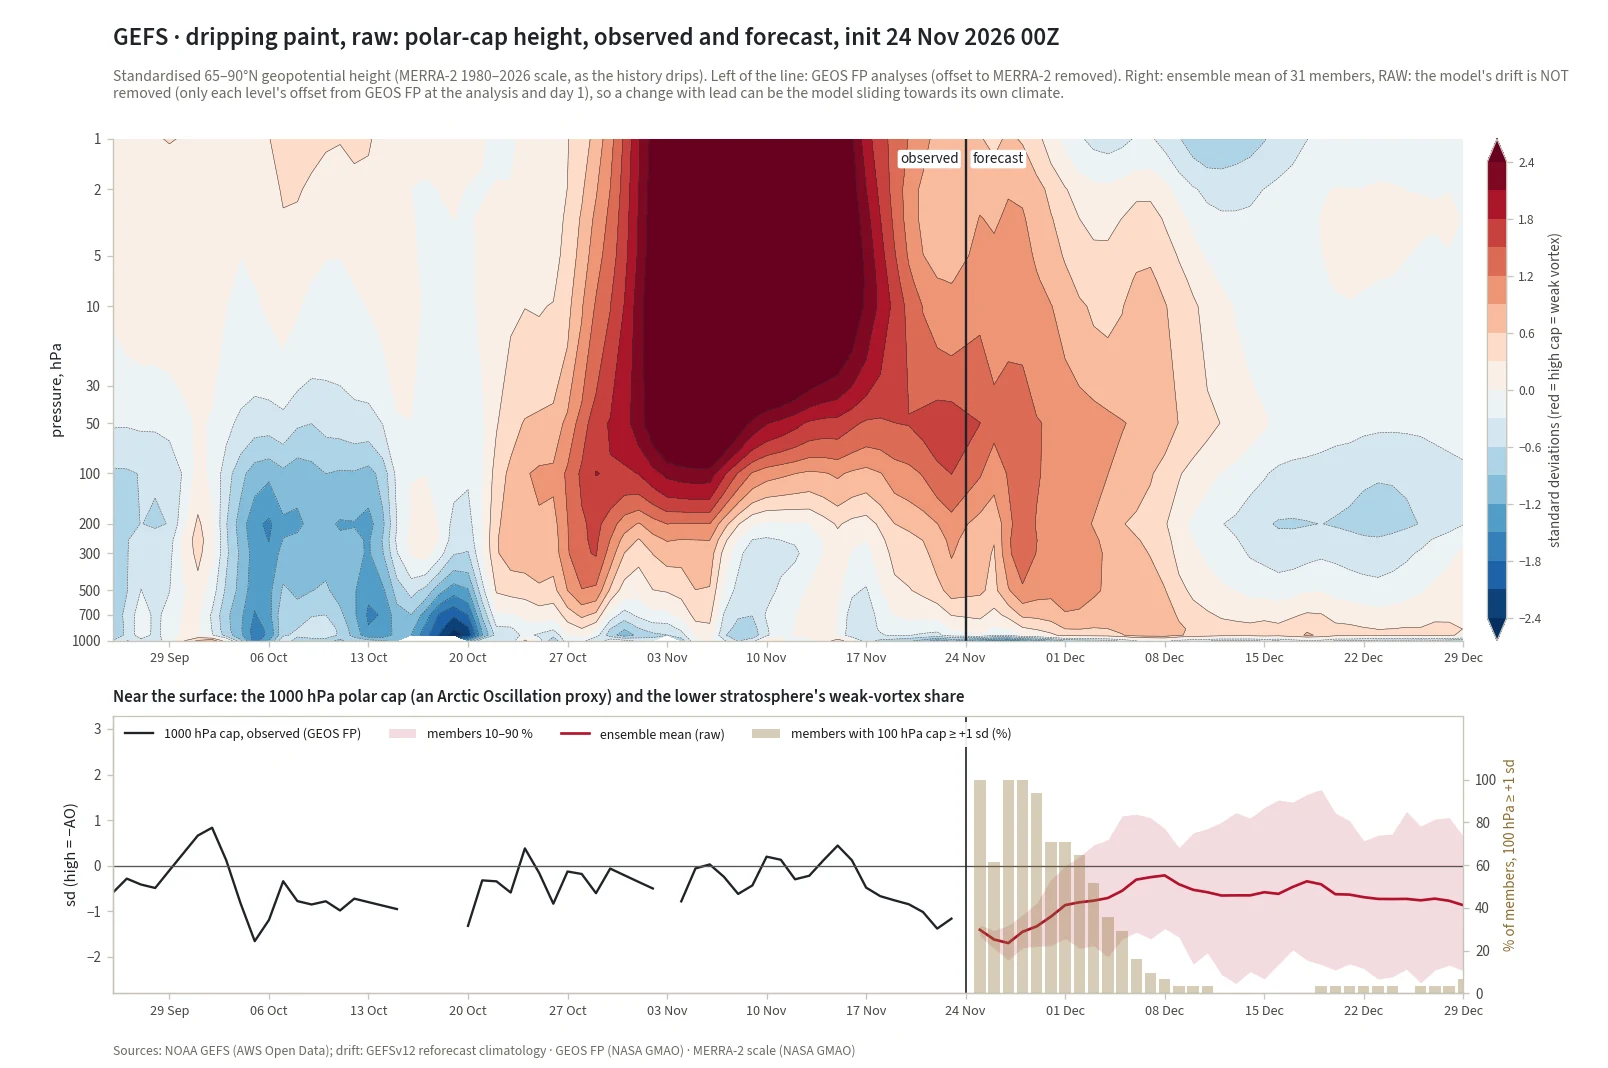 GEFS · dripping paint, raw: polar-cap height, observed and forecast, init 24 Nov 2026 00Z
Standardised 65–90°N geopotential height (MERRA-2 1980–2026 scale, as the history drips). Left of the line: GEOS FP analyses (offset to MERRA-2 removed). Right: ensemble mean of 31 members, RAW: the model's drift is NOT
removed (only each level's offset from GEOS FP at the analysis and day 1), so a change with lead can be the model sliding towards its own climate.
pressure, hPa
1
2
5
10
30
50
100
200
300
500
700
1000
observed
forecast
29 Sep
06 Oct
13 Oct
20 Oct
27 Oct
03 Nov
10 Nov
17 Nov
24 Nov
01 Dec
08 Dec
15 Dec
22 Dec
29 Dec
2.4
1.8
1.2
0.6
0.0
−0.6
−1.2
−1.8
−2.4
standard deviations (red = high cap = weak vortex)
Near the surface: the 1000 hPa polar cap (an Arctic Oscillation proxy) and the lower stratosphere's weak-vortex share
sd (high = −AO)
3
2
1
0
−1
−2
1000 hPa cap, observed (GEOS FP)
members 10–90 %
ensemble mean (raw)
members with 100 hPa cap ≥ +1 sd (%)
100
80
60
40
20
0
% of members, 100 hPa ≥ +1 sd
29 Sep
06 Oct
13 Oct
20 Oct
27 Oct
03 Nov
10 Nov
17 Nov
24 Nov
01 Dec
08 Dec
15 Dec
22 Dec
29 Dec
Sources: NOAA GEFS (AWS Open Data); drift: GEFSv12 reforecast climatology · GEOS FP (NASA GMAO) · MERRA-2 scale (NASA GMAO)